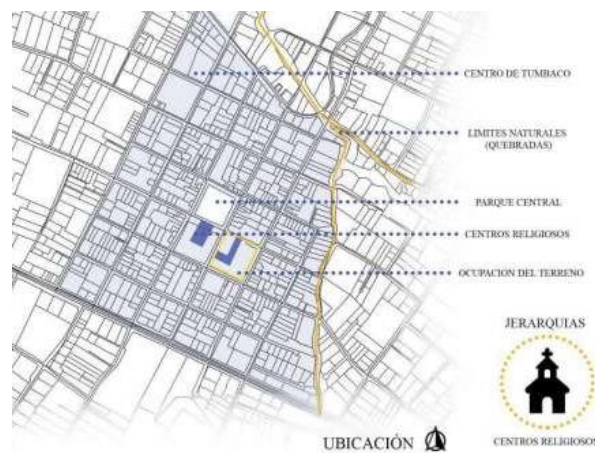 CENTRO DE TUMBACO
LIMITES NATURALES
(QUEBRADAS)
PARQUE CENTRAL
CENTROS RELIGIOSOS
OCUPACION DEL TERRENO
JERARQUIAS
CENTROS RELIGIOSOS
UBICACIÓN